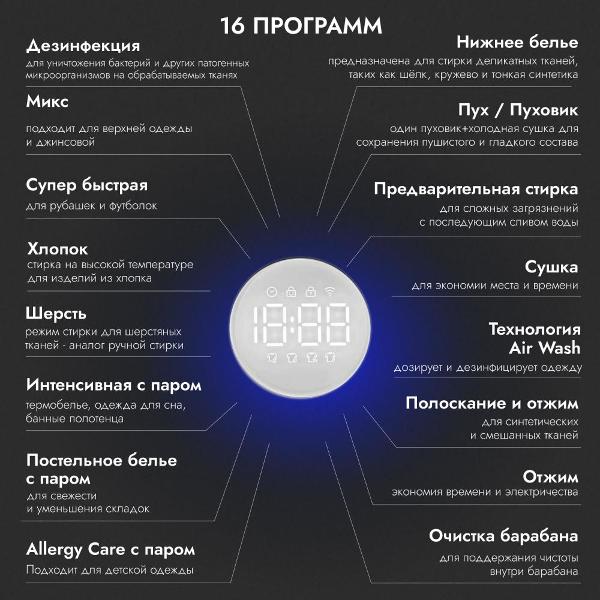 16 ПРОГРАММ
Дезинфекция
для уничтожения бактерий и других патогенных
микроорганизмов на обрабатываемых тканях
Микс
подходит для верхней одежды
и джинсовой
Супер быстрая
для рубашек и футболок
Хлопок
стирка на высокой температуре
для изделий из хлопка
Шерсть
режим стирки для шерстяных
тканей - аналог ручной стирки
Интенсивная с паром
термобелье, одежда для сна,
банные полотенца
Постельное белье
с паром
для свежести
и уменьшения складок
Allergy Care с паром
Подходит для детской одежды
18:88
Нижнее белье
предназначена для стирки деликатных тканей,
таких как шёлк, кружево и тонкая синтетика
Пух / Пуховик
один пуховик+холодная сушка для
сохранения пушистого и гладкого состава
Предварительная стирка
для сложных загрязнений
с последующим сливом воды
Сушка
для экономии места и времени
Технология
Air Wash
дозирует и дезинфицирует одежду
Полоскание и отжим
для синтетических
и смешанных тканей
Отжим
экономия времени и электричества
Очистка барабана
для поддержания чистоты
внутри барабана